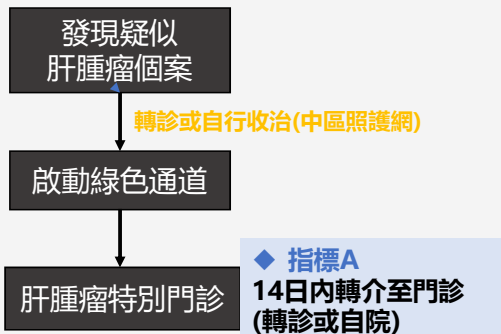 發現疑似
肝腫瘤個案
轉診或自行收治(中區照護網)
啟動綠色通道
肝腫瘤特別門診
◆ 指標A
14日內轉介至門診
(轉診或自院)